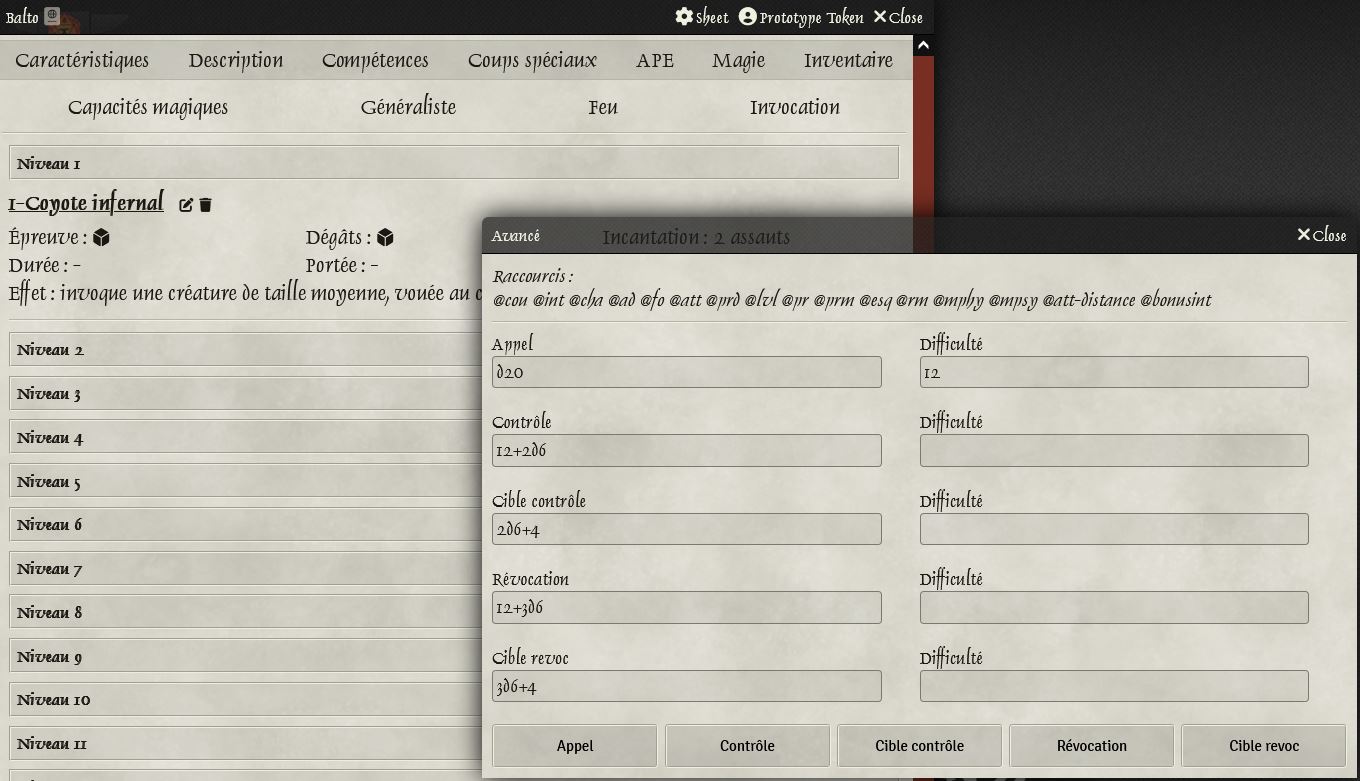 Balto
Sheet Prototype Token Close
Caractéristiques Description Compétences Coups spéciaux APE Magie Inventaire
Capacités magiques Généraliste Feu Invocation
Niveau 1
1-Coyote infernal
Épreuve : Dégâts : Incantation : 2 assauts
Durée : - Portée : -
Effet : invoque une créature de taille moyenne, vouée au c
Niveau 2
Niveau 3
Niveau 4
Niveau 5
Niveau 6
Niveau 7
Niveau 8
Niveau 9
Niveau 10
Niveau 11
Avancé Close
Raccourcis :
@cou @int @cha @ad @fo @att @prd @lvl @pr @prm @esq @rm @mphy @mpsy @att-distance @bonusint
Appel Difficulté
d20 12
Contrôle Difficulté
12+2d6
Cible contrôle Difficulté
2d6+4
Révocation Difficulté
12+3d6
Cible revoc Difficulté
3d6+4
Appel Contrôle Cible contrôle Révocation Cible revoc